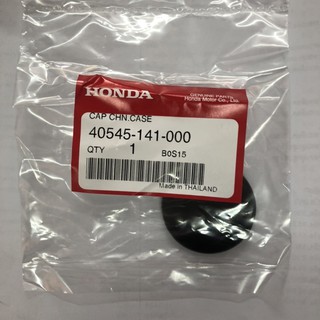 HONDA
GENUINE PARTS
Honda Motor Co., Ltd.
CAP CHN.CASE
40545-141-000
QTY 1 B0S15
Made in THAILAND